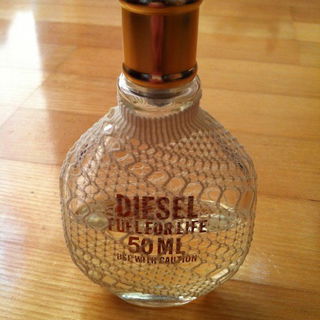 DIESEL
FUEL FOR LIFE
50 ML
"USE WITH CAUTION"